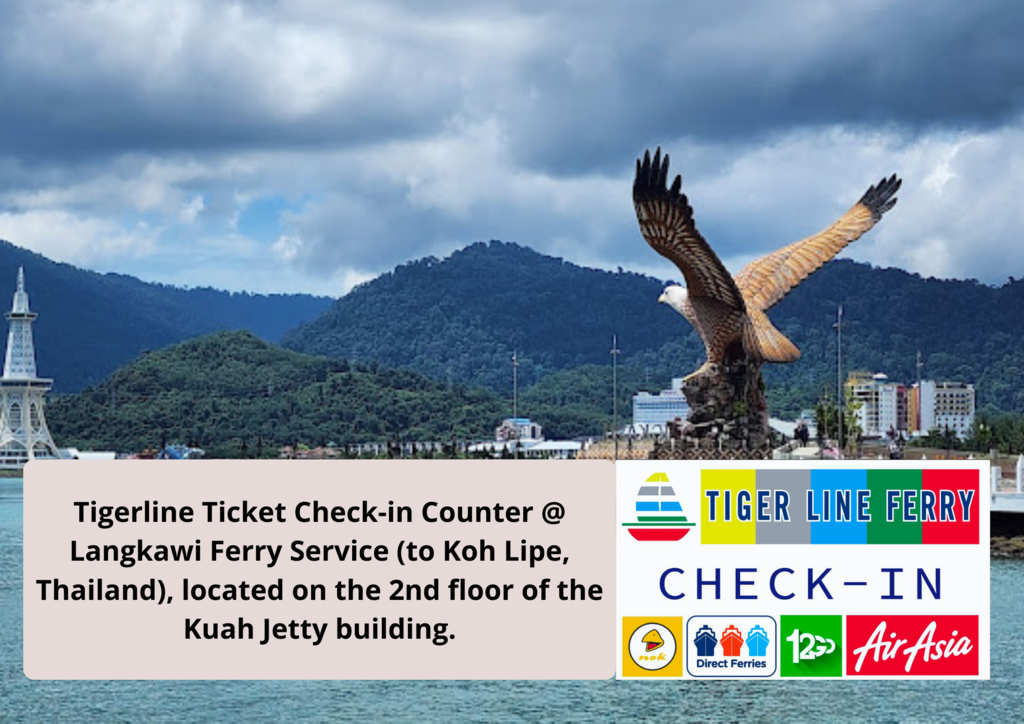 Tigerline Ticket Check-in Counter @
Langkawi Ferry Service (to Koh Lipe,
Thailand), located on the 2nd floor of the
Kuah Jetty building.
TIGER LINE FERRY
CHECK-IN
nok
Direct Ferries
12GO
AirAsia